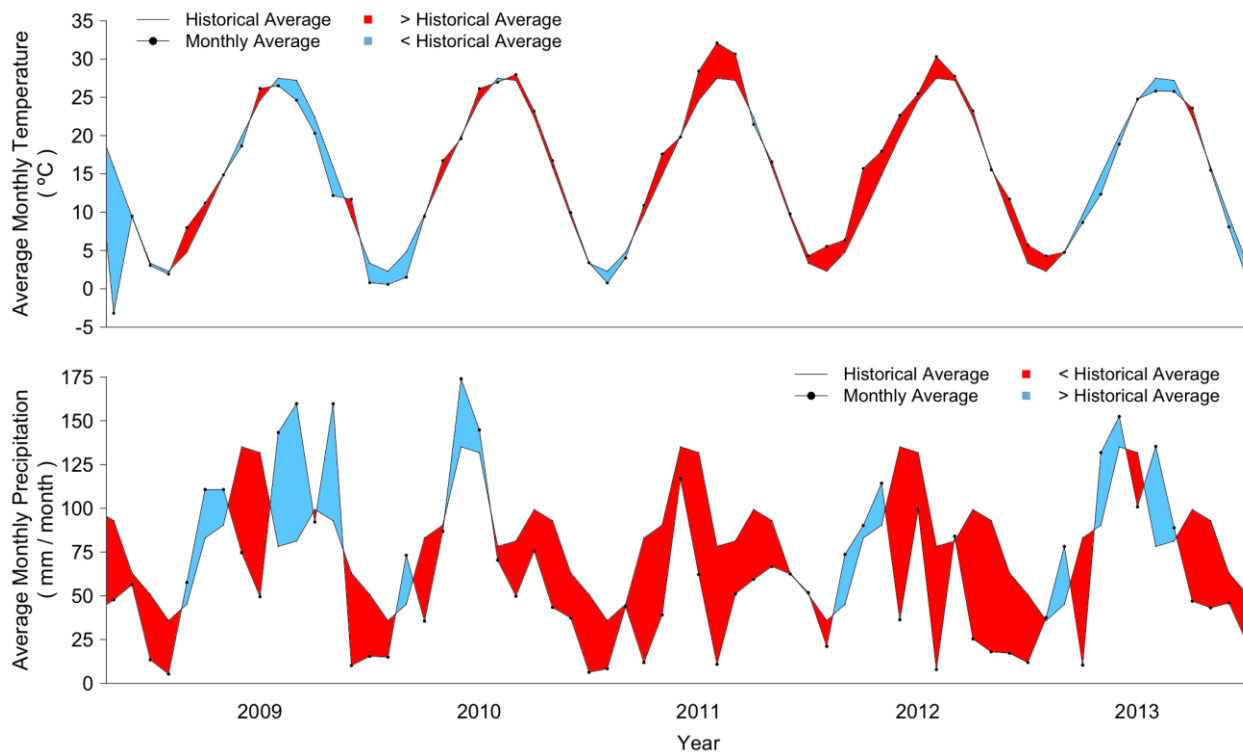 Historical Average
> Historical Average
Monthly Average
< Historical Average
Average Monthly Temperature
( ºC )
35
30
25
20
15
10
5
0
-5
Historical Average
< Historical Average
Monthly Average
> Historical Average
Average Monthly Precipitation
( mm / month )
175
150
125
100
75
50
25
0
2009
2010
2011
2012
2013
Year